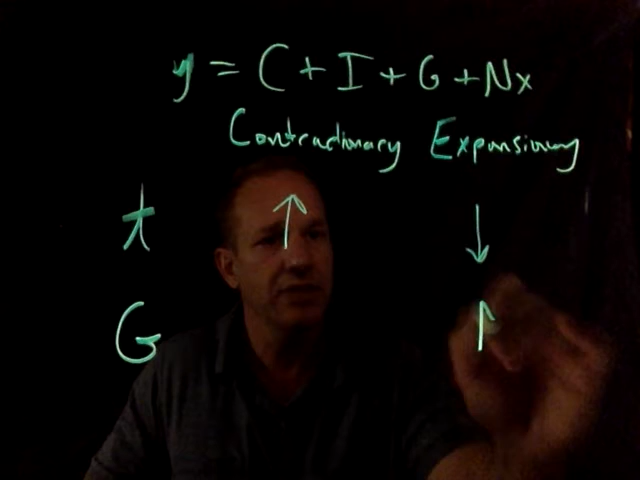 y = C + I + G + Nx
Contractionary Expansionary
t ↑ ↓
G ↑